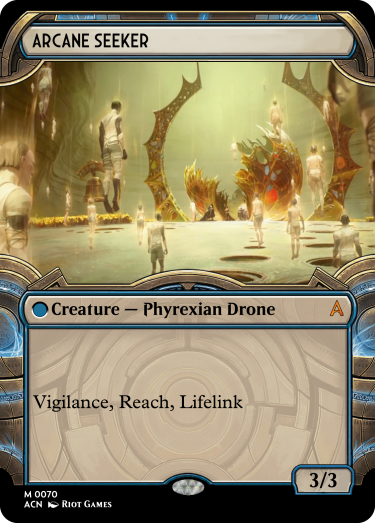 ARCANE SEEKER
Creature — Phyrexian Drone
Vigilance, Reach, Lifelink
3/3
M 0070
ACN RIOT GAMES